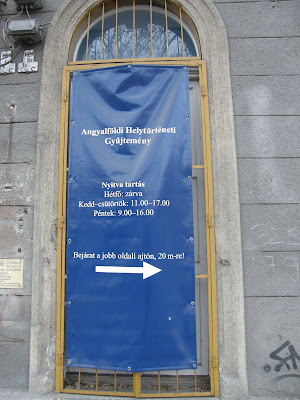 Angyalföldi Helytörténeti
Gyűjtemény
Nyitva tartás
Hétfő: zárva
Kedd–csütörtök: 11.00–17.00
Péntek: 9.00–16.00
Bejárat a jobb oldali ajtón, 20 m-re!